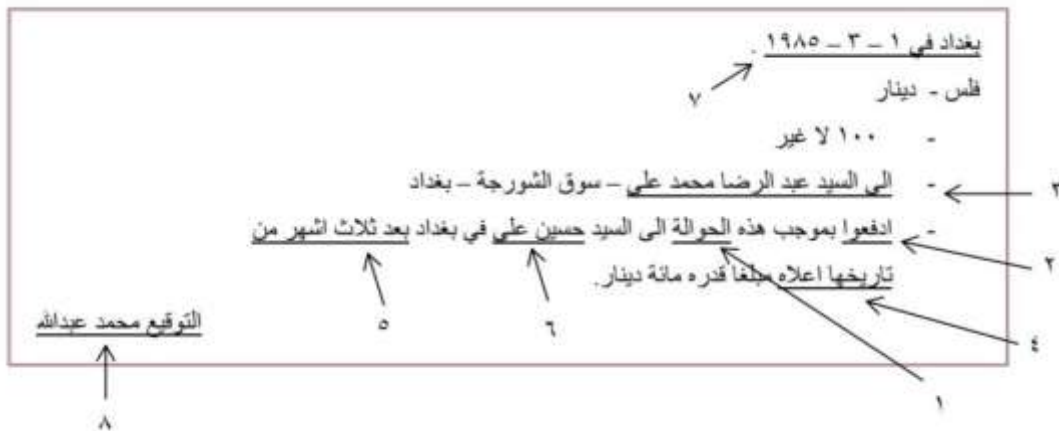 بغداد في ١ – ٣ – ١٩٨٥ .
٧
فلس - دينار
- ١٠٠ لا غير
- الى السيد عبد الرضا محمد علي – سوق الشورجة – بغداد
٣
- ادفعوا بموجب هذه الحوالة الى السيد حسين علي في بغداد بعد ثلاث اشهر من
٢
تاريخها اعلاه مبلغا قدره مائة دينار.
٥
٦
٤
التوقيع محمد عبدالله
١
٨